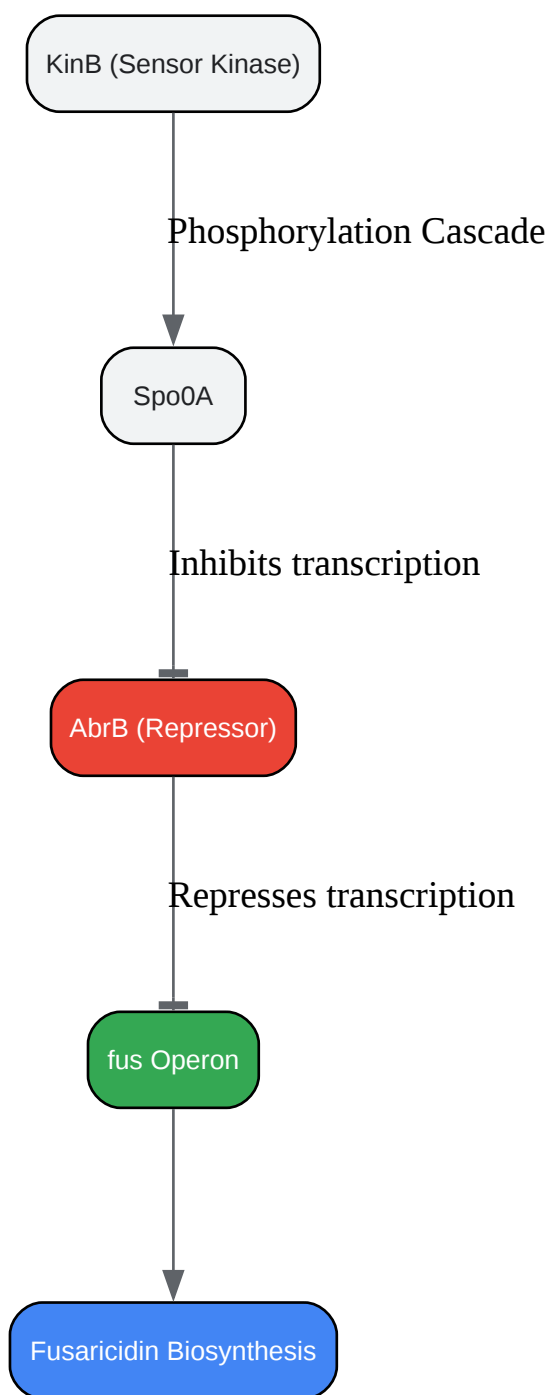 KinB (Sensor Kinase)
Phosphorylation Cascade
Spo0A
Inhibits transcription
AbrB (Repressor)
Represses transcription
fus Operon
Fusaricidin Biosynthesis